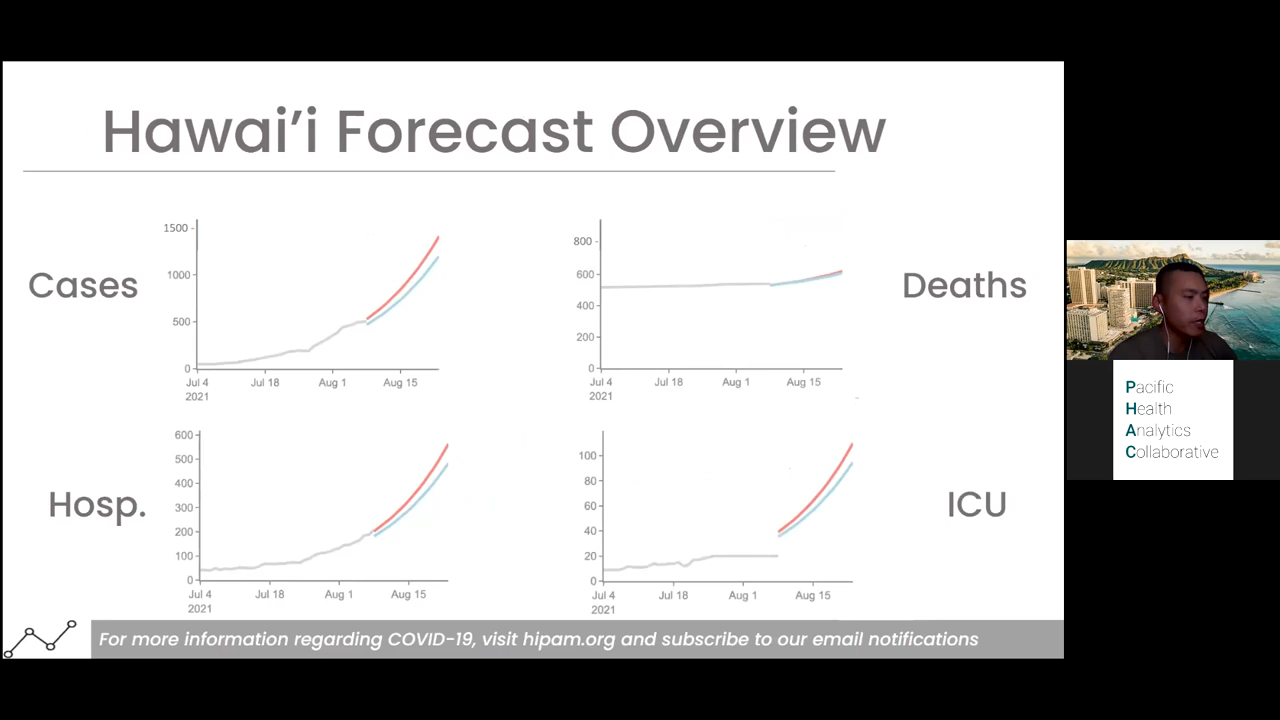 Hawai’i Forecast Overview
Cases
1500
1000
500
0
Jul 4
2021
Jul 18
Aug 1
Aug 15
800
600
400
200
0
Jul 4
2021
Jul 18
Aug 1
Aug 15
Deaths
Hosp.
600
500
400
300
200
100
0
Jul 4
2021
Jul 18
Aug 1
Aug 15
100
80
60
40
20
0
Jul 4
2021
Jul 18
Aug 1
Aug 15
ICU
For more information regarding COVID-19, visit hipam.org and subscribe to our email notifications
Pacific
Health
Analytics
Collaborative